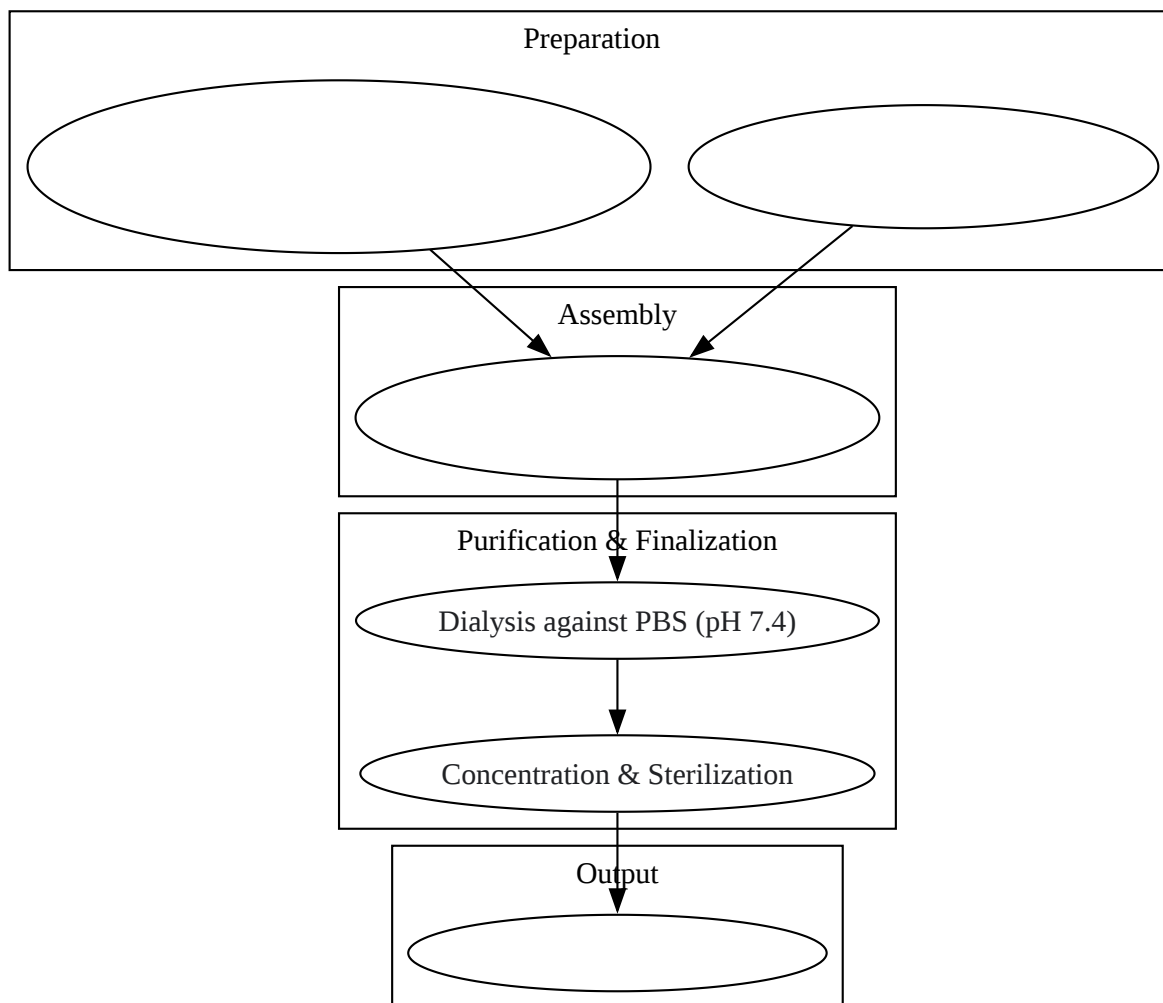 Preparation
Assembly
Purification & Finalization
Dialysis against PBS (pH 7.4)
Concentration & Sterilization
Output